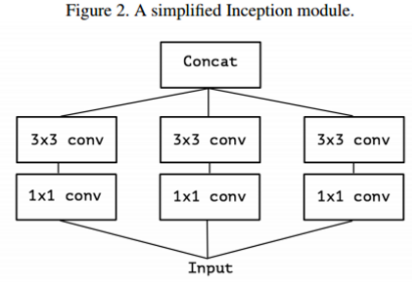 Figure 2. A simplified Inception module.
Concat
3x3 conv 3x3 conv 3x3 conv
1x1 conv 1x1 conv 1x1 conv
Input